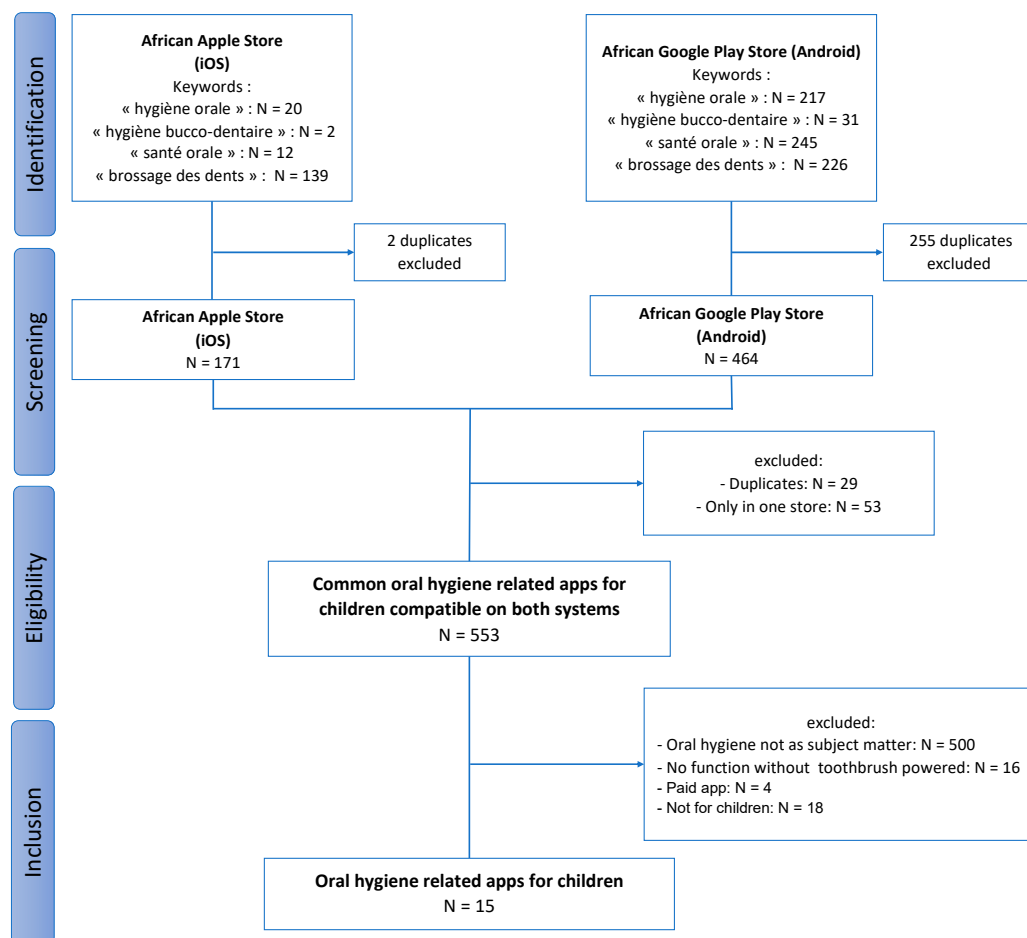 Identification
African Apple Store
(iOS)
Keywords :
« hygiène orale » : N = 20
« hygiène bucco-dentaire » : N = 2
« santé orale » : N = 12
« brossage des dents » : N = 139
African Google Play Store (Android)
Keywords :
« hygiène orale » : N = 217
« hygiène bucco-dentaire » : N = 31
« santé orale » : N = 245
« brossage des dents » : N = 226
2 duplicates
excluded
255 duplicates
excluded
Screening
African Apple Store
(iOS)
N = 171
African Google Play Store
(Android)
N = 464
excluded:
- Duplicates: N = 29
- Only in one store: N = 53
Eligibility
Common oral hygiene related apps for
children compatible on both systems
N = 553
excluded:
- Oral hygiene not as subject matter: N = 500
- No function without toothbrush powered: N = 16
- Paid app: N = 4
- Not for children: N = 18
Inclusion
Oral hygiene related apps for children
N = 15